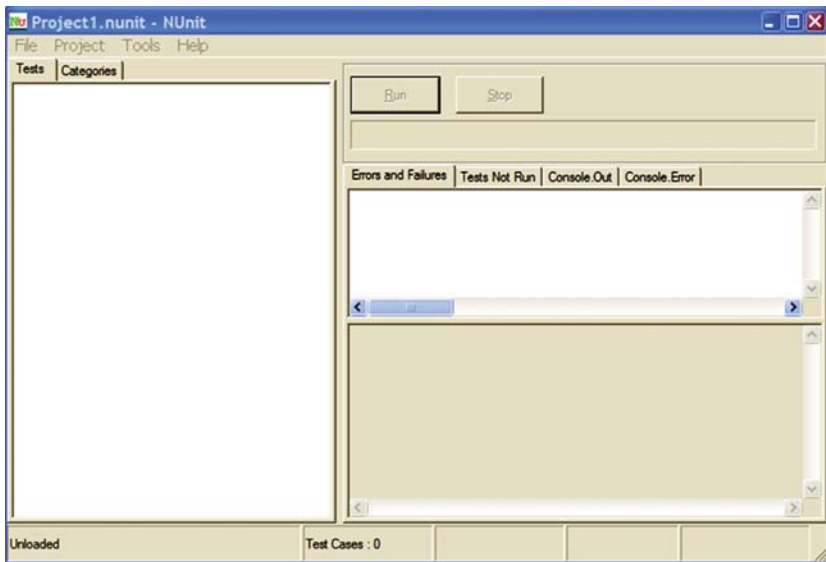 Nu Project1.nunit - NUnit
File Project Tools Help
Tests Categories
Run Stop
Errors and Failures Tests Not Run Console.Out Console.Error
Unloaded Test Cases : 0